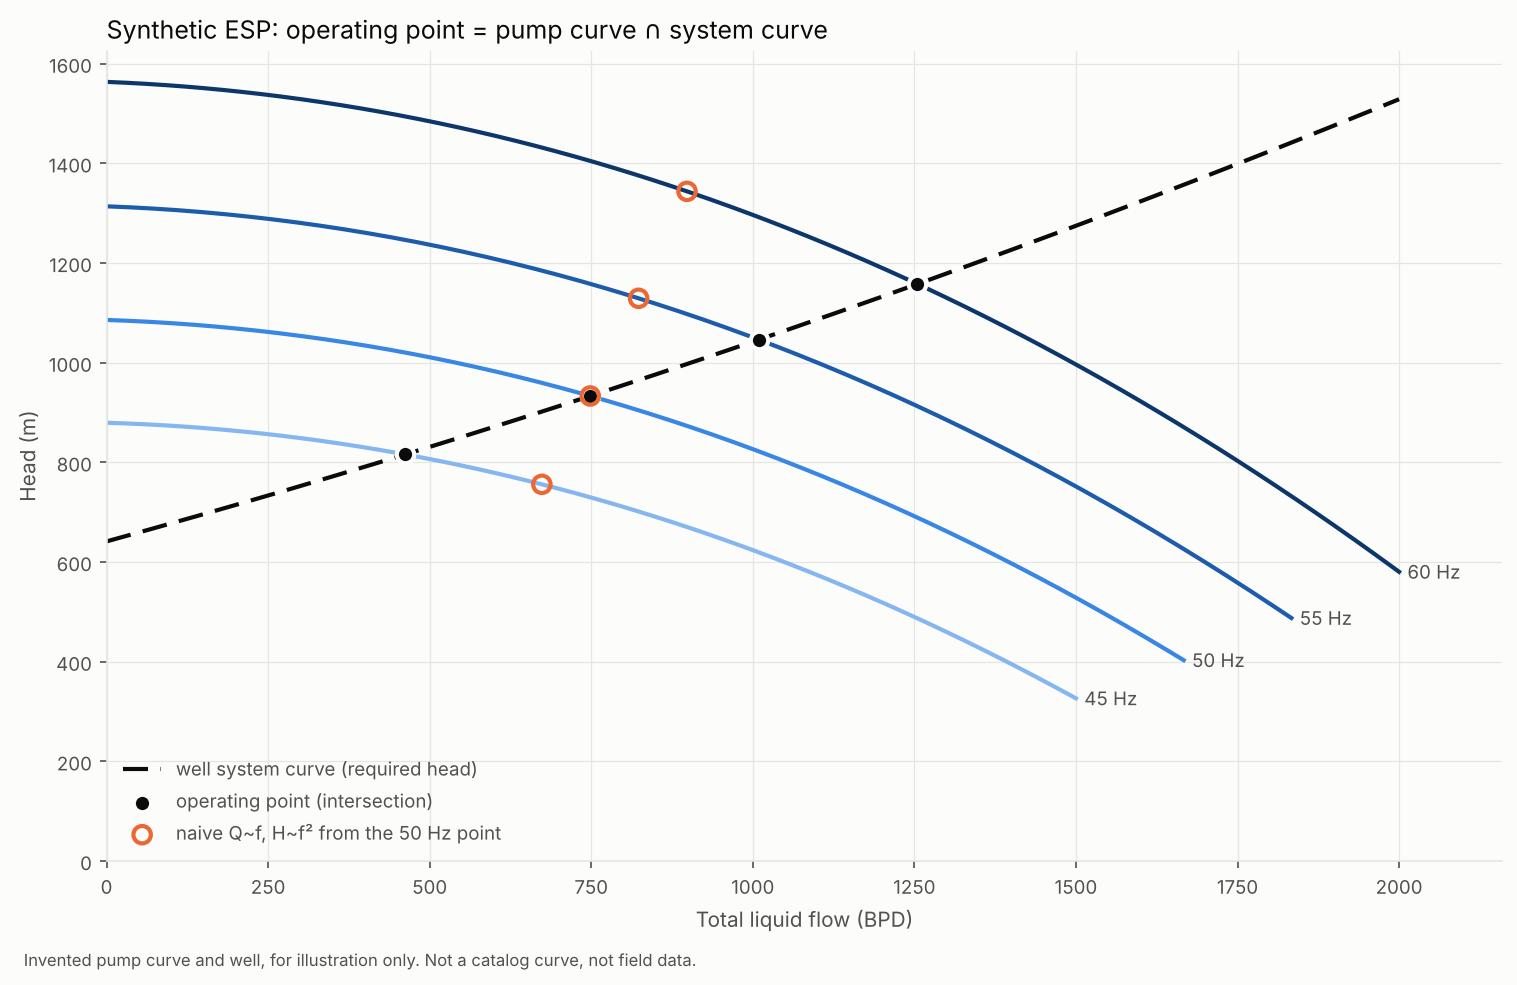 Synthetic ESP: operating point = pump curve ∩ system curve
1600
1400
1200
1000
800
600
400
200
0
Head (m)
60 Hz
55 Hz
50 Hz
45 Hz
well system curve (required head)
operating point (intersection)
naive Q~f, H~f² from the 50 Hz point
0 250 500 750 1000 1250 1500 1750 2000
Total liquid flow (BPD)
Invented pump curve and well, for illustration only. Not a catalog curve, not field data.